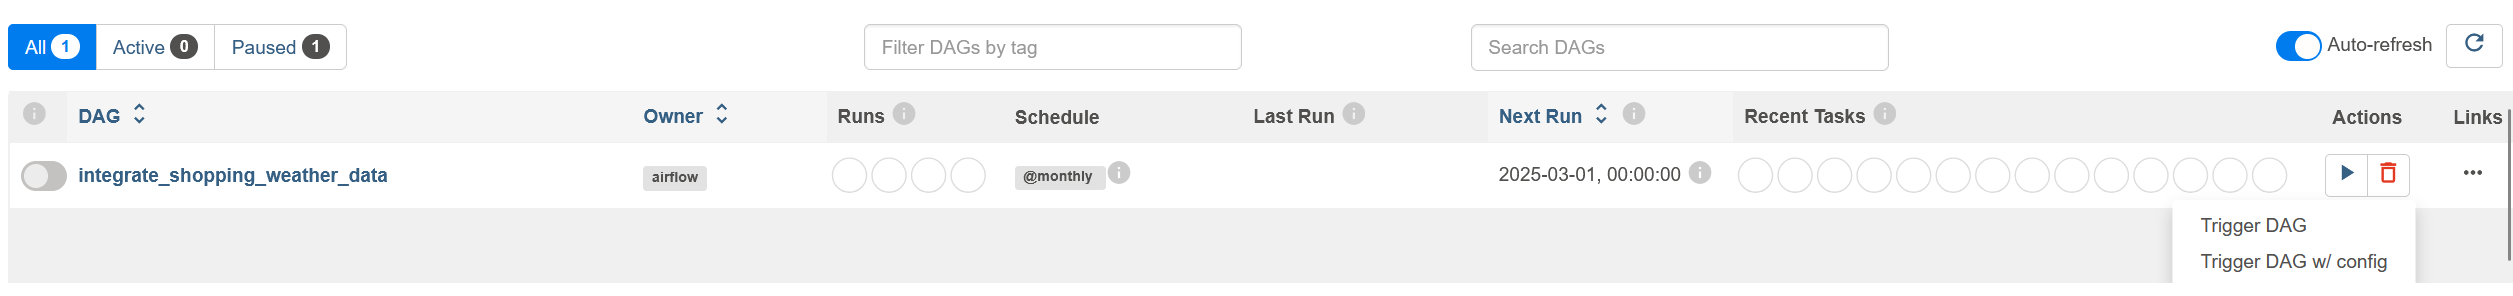 All 1 Active 0 Paused 1 Filter DAGs by tag Search DAGs Auto-refresh
DAG Owner Runs Schedule Last Run Next Run Recent Tasks Actions Links
integrate_shopping_weather_data airflow @monthly 2025-03-01, 00:00:00
Trigger DAG
Trigger DAG w/ config